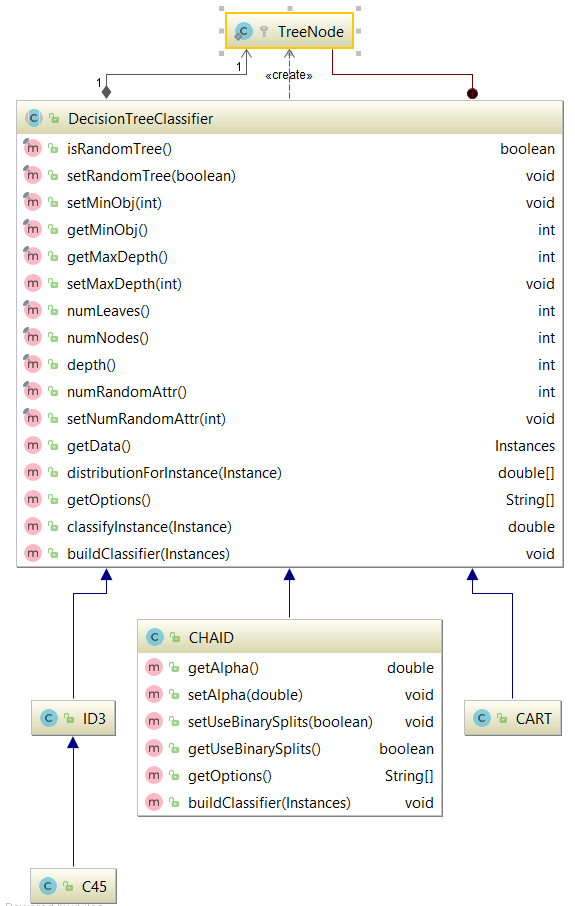 TreeNode
1
1
«create»
DecisionTreeClassifier
isRandomTree() boolean
setRandomTree(boolean) void
setMinObj(int) void
getMinObj() int
getMaxDepth() int
setMaxDepth(int) void
numLeaves() int
numNodes() int
depth() int
numRandomAttr() int
setNumRandomAttr(int) void
getData() Instances
distributionForInstance(Instance) double[]
getOptions() String[]
classifyInstance(Instance) double
buildClassifier(Instances) void
CHAID
getAlpha() double
setAlpha(double) void
setUseBinarySplits(boolean) void
getUseBinarySplits() boolean
getOptions() String[]
buildClassifier(Instances) void
ID3
CART
C45